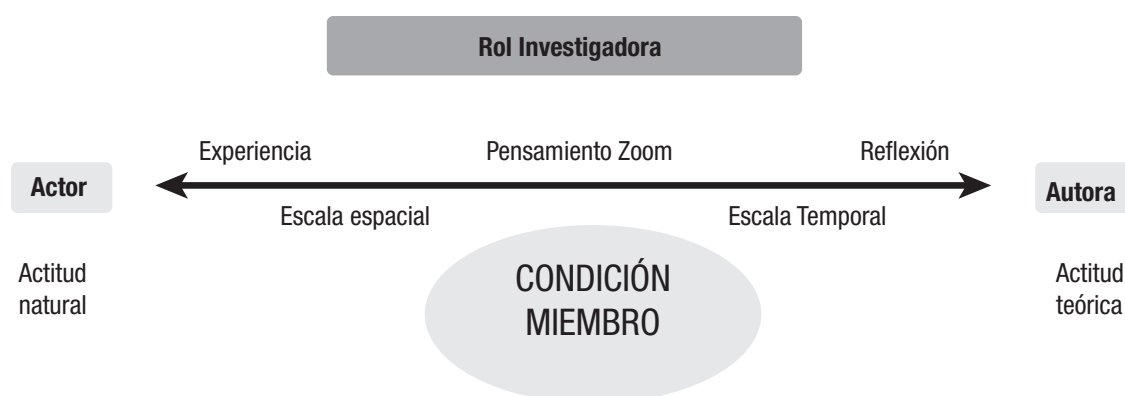 Rol Investigadora
Experiencia
Pensamiento Zoom
Reflexión
Actor
Autora
Escala espacial
Escala Temporal
Actitud
natural
CONDICIÓN
MIEMBRO
Actitud
teórica